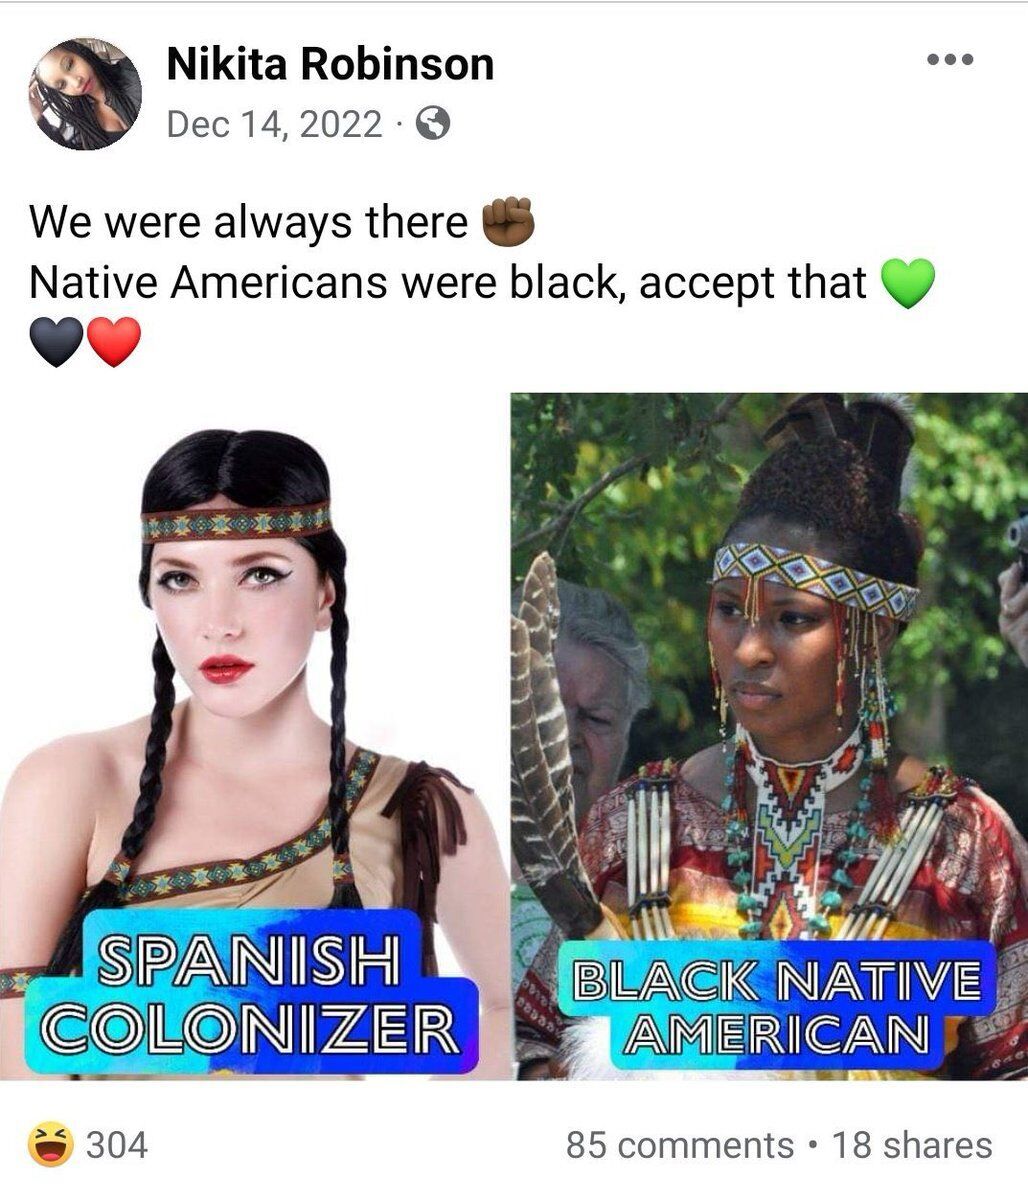 Nikita Robinson
Dec 14, 2022 ·
We were always there ✊🏿
Native Americans were black, accept that 💚
🖤❤️
SPANISH
COLONIZER
BLACK NATIVE
AMERICAN
304
85 comments • 18 shares